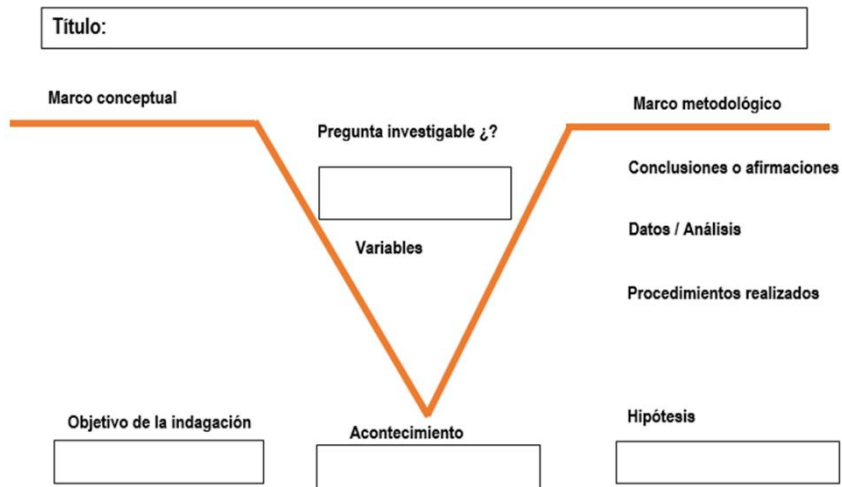 Título:
Marco conceptual
Pregunta investigable ¿?
Variables
Marco metodológico
Conclusiones o afirmaciones
Datos / Análisis
Procedimientos realizados
Objetivo de la indagación
Acontecimiento
Hipótesis